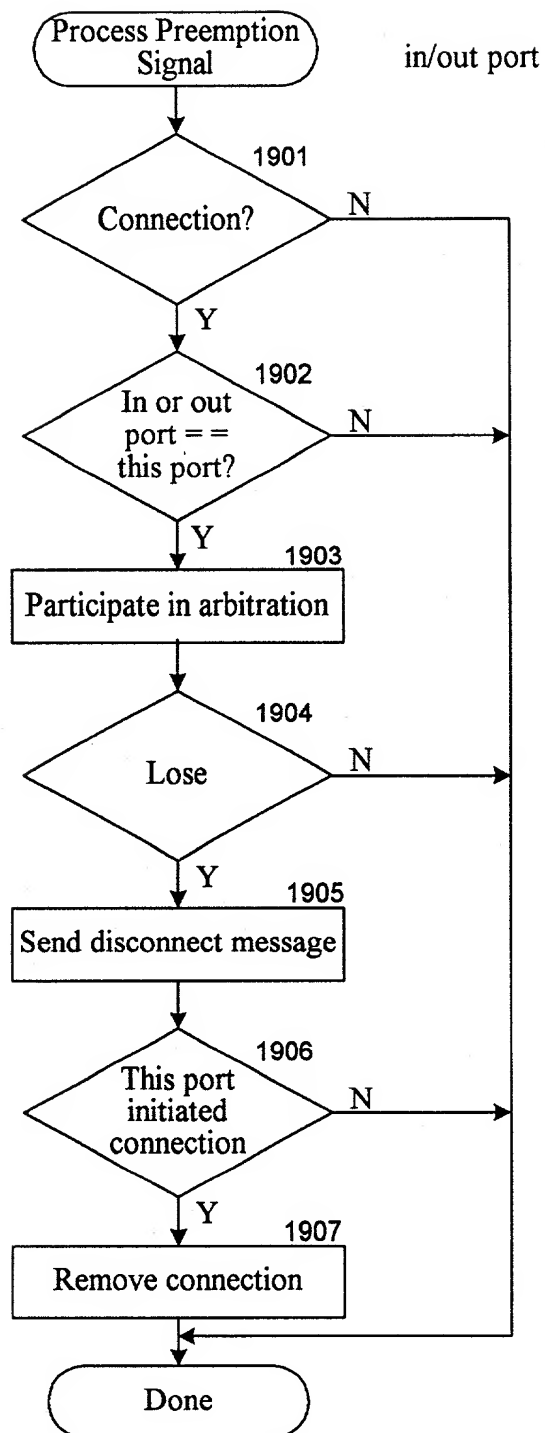 Process Preemption
Signal
in/out port
1901
Connection?
N
Y
1902
In or out
port = =
this port?
N
Y
1903
Participate in arbitration
1904
Lose
N
Y
1905
Send disconnect message
1906
This port
initiated
connection
N
Y
1907
Remove connection
Done